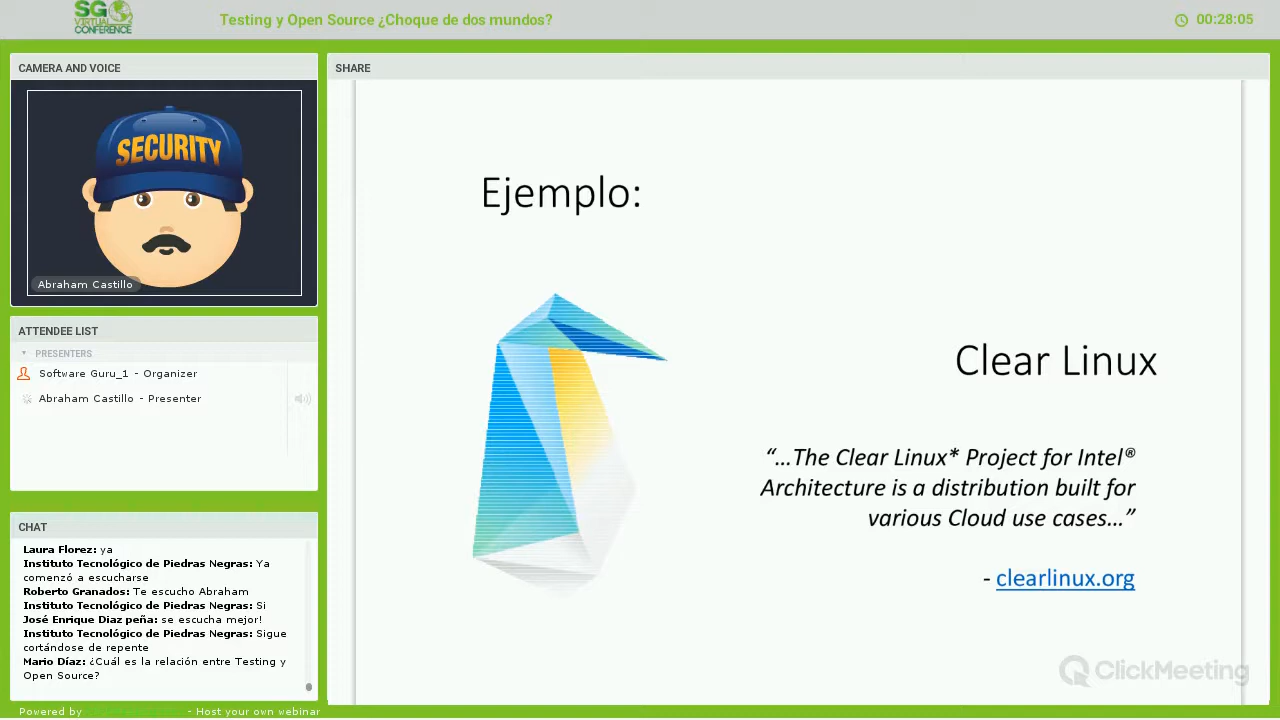 SG
VIRTUAL
CONFERENCE
Testing y Open Source ¿Choque de dos mundos?
00:28:05
CAMERA AND VOICE
SECURITY
Abraham Castillo
ATTENDEE LIST
PRESENTERS
Software Guru_1 - Organizer
Abraham Castillo - Presenter
CHAT
Laura Florez: ya
Instituto Tecnológico de Piedras Negras: Ya
comenzó a escucharse
Roberto Granados: Te escucho Abraham
Instituto Tecnológico de Piedras Negras: Si
José Enrique Diaz peña: se escucha mejor!
Instituto Tecnológico de Piedras Negras: Sigue
cortándose de repente
Mario Díaz: ¿Cuál es la relación entre Testing y
Open Source?
Powered by
- Host your own webinar
SHARE
Ejemplo:
Clear Linux
“...The Clear Linux* Project for Intel®
Architecture is a distribution built for
various Cloud use cases...”
- clearlinux.org
ClickMeeting